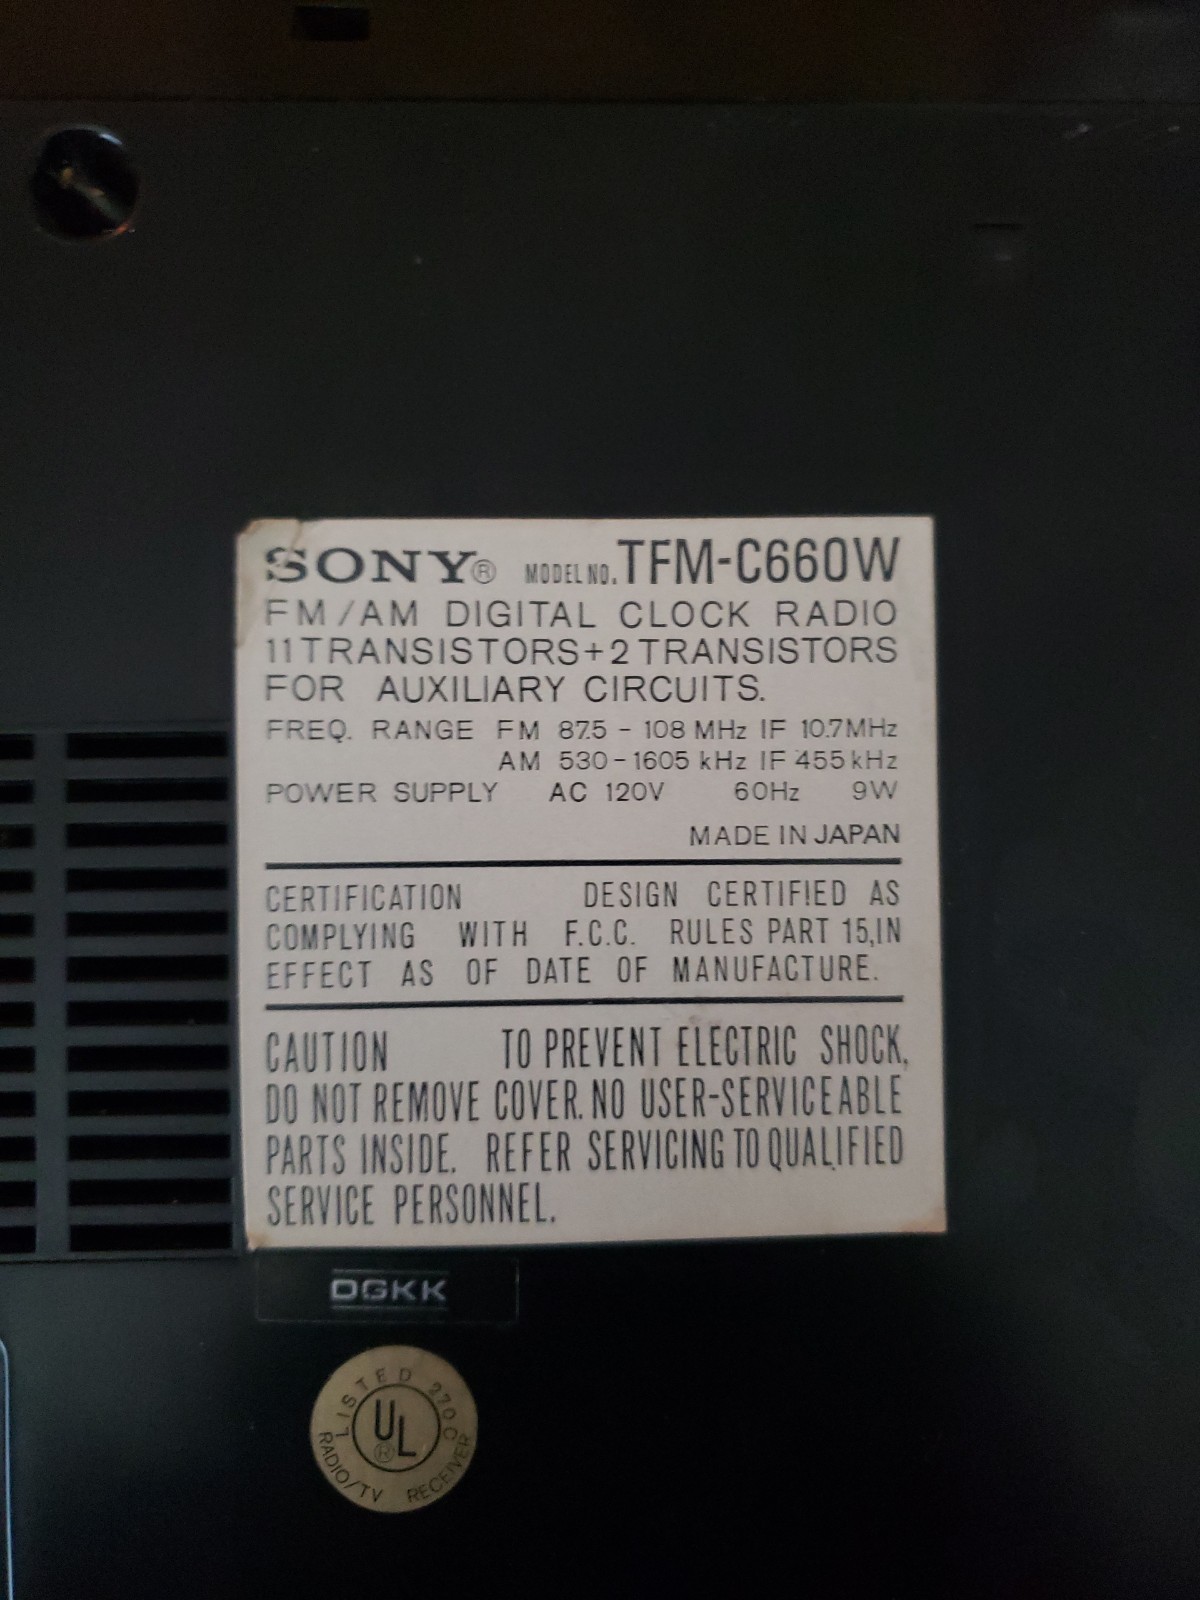 SONY® MODEL NO. TFM-C660W
FM/AM DIGITAL CLOCK RADIO
11 TRANSISTORS+2 TRANSISTORS
FOR AUXILIARY CIRCUITS.
FREQ. RANGE FM 87.5 - 108 MHz IF 10.7MHz
AM 530-1605 kHz IF 455kHz
POWER SUPPLY AC 120V 60Hz 9W
MADE IN JAPAN
CERTIFICATION DESIGN CERTIFIED AS
COMPLYING WITH F.C.C. RULES PART 15,IN
EFFECT AS OF DATE OF MANUFACTURE.
CAUTION TO PREVENT ELECTRIC SHOCK,
DO NOT REMOVE COVER. NO USER-SERVICEABLE
PARTS INSIDE. REFER SERVICING TO QUALIFIED
SERVICE PERSONNEL.
DGKK
LISTED 270C
UL®
RADIO/TV RECEIVER